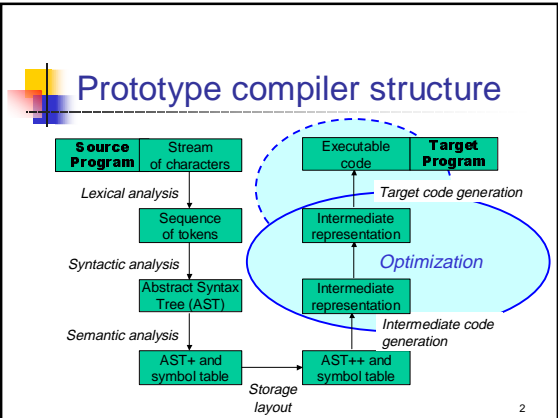 Prototype compiler structure
Source
Program
Stream
of characters
Lexical analysis
Sequence
of tokens
Syntactic analysis
Abstract Syntax
Tree (AST)
Semantic analysis
AST+ and
symbol table
Storage
layout
AST++ and
symbol table
Intermediate code
generation
Intermediate
representation
Optimization
Intermediate
representation
Target code generation
Executable
code
Target
Program
2